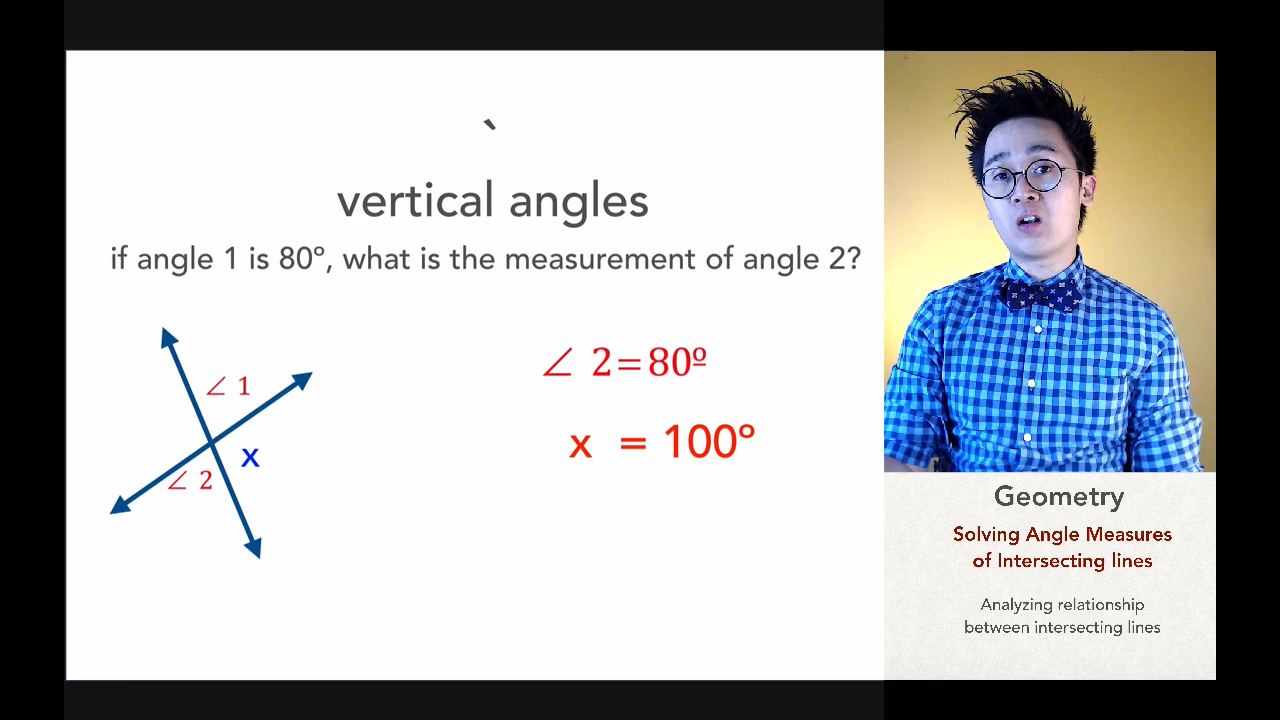 `
vertical angles
if angle 1 is 80º, what is the measurement of angle 2?
∠ 1
x
∠ 2
∠ 2=80º
x = 100°
Geometry
Solving Angle Measures
of Intersecting lines
Analyzing relationship
between intersecting lines